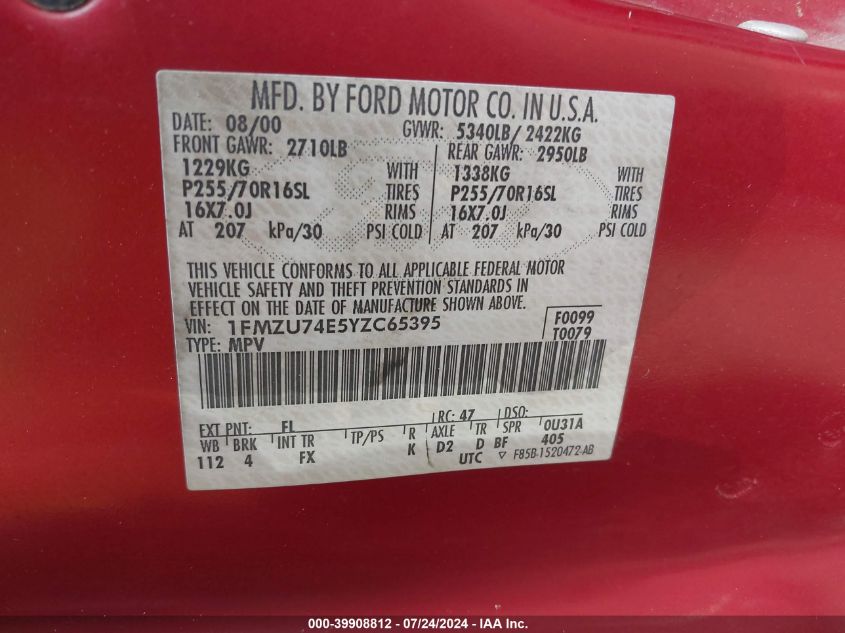 MFD. BY FORD MOTOR CO. IN U.S.A.
DATE: 08/00 GVWR: 5340LB/ 2422KG
FRONT GAWR: 2710LB REAR GAWR: 2950LB
1229KG WITH 1338KG WITH
P255/70R16SL TIRES P255/70R16SL TIRES
16X7.0J RIMS 16X7.0J RIMS
AT 207 kPa/30 PSI COLD AT 207 kPa/30 PSI COLD
THIS VEHICLE CONFORMS TO ALL APPLICABLE FEDERAL MOTOR
VEHICLE SAFETY AND THEFT PREVENTION STANDARDS IN
EFFECT ON THE DATE OF MANUFACTURE SHOWN ABOVE.
VIN: 1FMZU74E5YZC65395 F0099
TYPE: MPV T0079
EXT PNT: FL RC: 47 DSO:
WB BRK INT TR TP/PS R AXLE TR SPR 0U31A
112 4 FX K D2 D BF 405
UTC ▽ F85B-1520472-AB
000-39908812 / 07/24/2024 / IAAI.COM, INC.